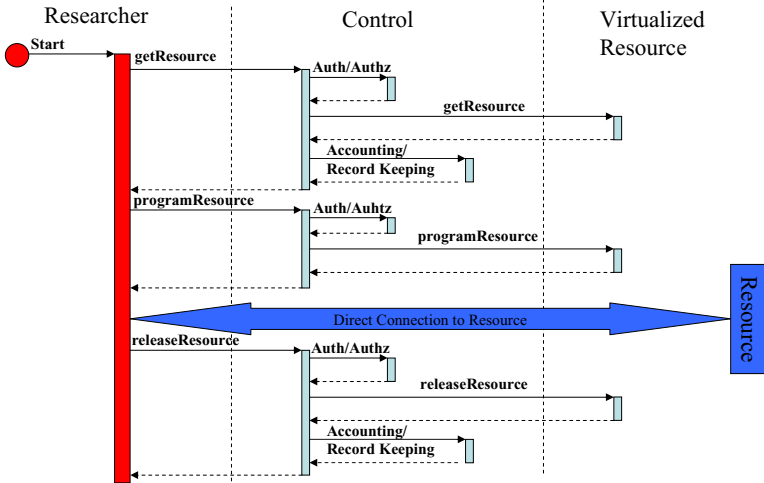 Researcher
Control
Virtualized
Resource
Start
getResource
Auth/Authz
getResource
Accounting/
Record Keeping
programResource
Auth/Auhtz
programResource
Resource
Direct Connection to Resource
releaseResource
Auth/Authz
releaseResource
Accounting/
Record Keeping